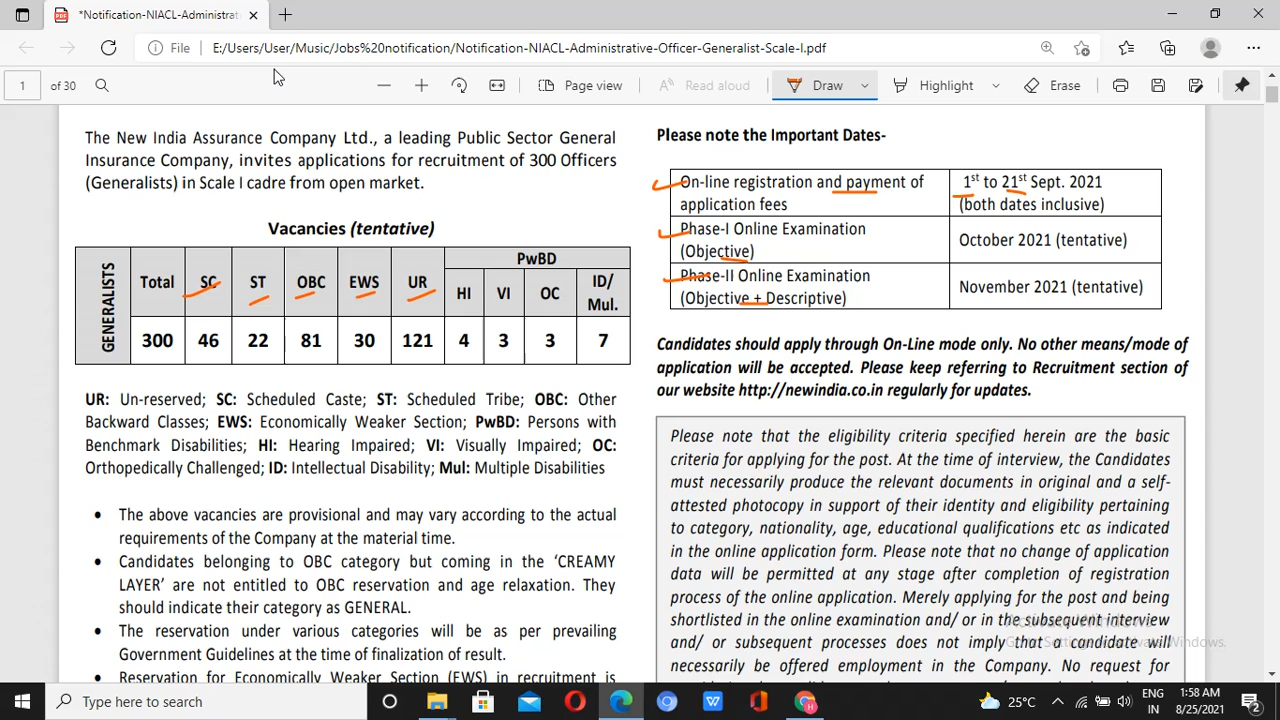 *Notification-NIACL-Administrat
File
E:/Users/User/Music/Jobs%20notification/Notification-NIACL-Administrative-Officer-Generalist-Scale-I.pdf
1 of 30
Page view
Read aloud
Draw
Highlight
Erase
The New India Assurance Company Ltd., a leading Public Sector General
Insurance Company, invites applications for recruitment of 300 Officers
(Generalists) in Scale I cadre from open market.
Vacancies (tentative)
GENERALISTS
Total SC ST OBC EWS UR PwBD
HI VI OC ID/
Mul.
300 46 22 81 30 121 4 3 3 7
UR: Un-reserved; SC: Scheduled Caste; ST: Scheduled Tribe; OBC: Other
Backward Classes; EWS: Economically Weaker Section; PwBD: Persons with
Benchmark Disabilities; HI: Hearing Impaired; VI: Visually Impaired; OC:
Orthopedically Challenged; ID: Intellectual Disability; Mul: Multiple Disabilities
• The above vacancies are provisional and may vary according to the actual
requirements of the Company at the material time.
• Candidates belonging to OBC category but coming in the ‘CREAMY
LAYER’ are not entitled to OBC reservation and age relaxation. They
should indicate their category as GENERAL.
• The reservation under various categories will be as per prevailing
Government Guidelines at the time of finalization of result.
• Reservation for Economically Weaker Section (EWS) in recruitment is
Please note the Important Dates-
On-line registration and payment of
application fees
1st to 21st Sept. 2021
(both dates inclusive)
Phase-I Online Examination
(Objective)
October 2021 (tentative)
Phase-II Online Examination
(Objective + Descriptive)
November 2021 (tentative)
Candidates should apply through On-Line mode only. No other means/mode of
application will be accepted. Please keep referring to Recruitment section of
our website http://newindia.co.in regularly for updates.
Please note that the eligibility criteria specified herein are the basic
criteria for applying for the post. At the time of interview, the Candidates
must necessarily produce the relevant documents in original and a self-
attested photocopy in support of their identity and eligibility pertaining
to category, nationality, age, educational qualifications etc as indicated
in the online application form. Please note that no change of application
data will be permitted at any stage after completion of registration
process of the online application. Merely applying for the post and being
shortlisted in the online examination and/ or in the subsequent interview
and/ or subsequent processes does not imply that a candidate will
necessarily be offered employment in the Company. No request for
Activate Windows
Go to Settings to activate Windows.
Type here to search
25°C
ENG
IN
1:58 AM
8/25/2021
2